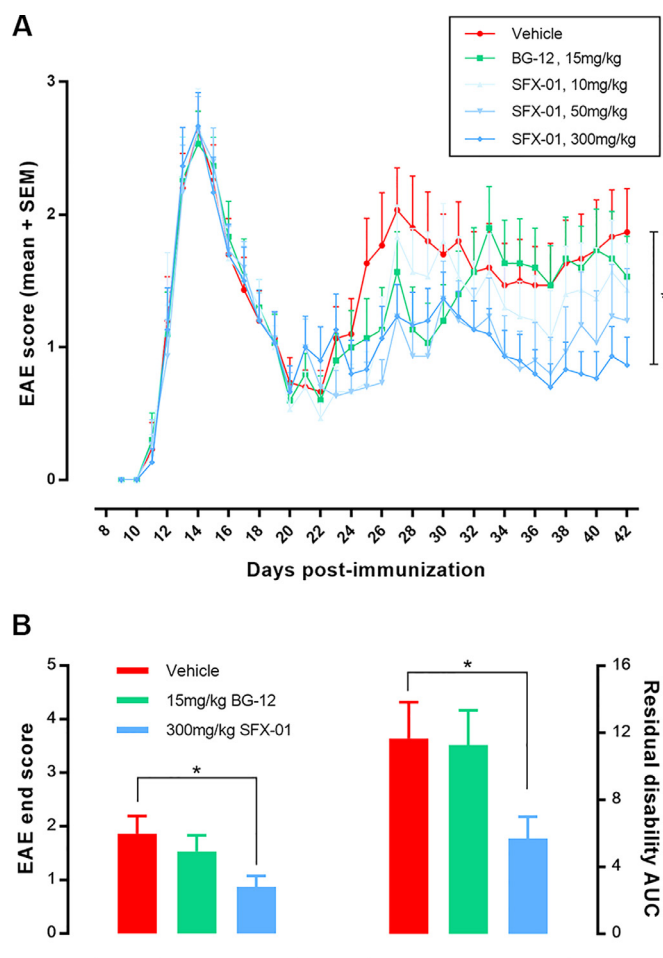 A
Vehicle
BG-12, 15mg/kg
SFX-01, 10mg/kg
SFX-01, 50mg/kg
SFX-01, 300mg/kg
EAE score (mean + SEM)
3
2
1
0
*
8 10 11 12 14 16 18 20 22 24 26 28 30 32 34 36 38 40 42
Days post-immunization
B
Vehicle
15mg/kg BG-12
300mg/kg SFX-01
EAE end score
5
4
3
2
1
0
*
*
16
12
8
4
0
Residual disability AUC